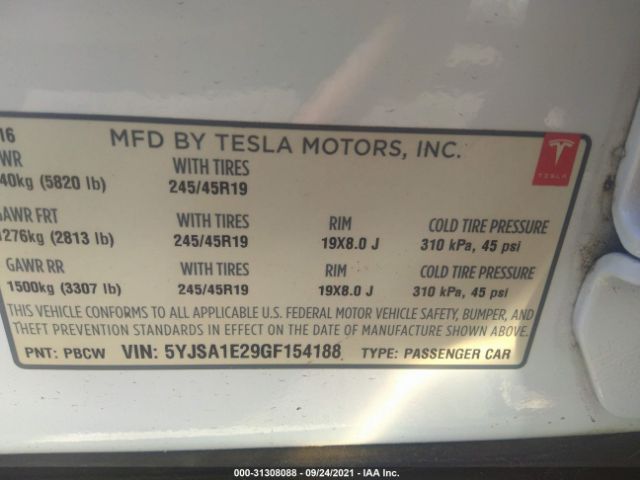 16 MFD BY TESLA MOTORS, INC.
WR WITH TIRES
40kg (5820 lb) 245/45R19
TESLA
GAWR FRT WITH TIRES RIM COLD TIRE PRESSURE
1276kg (2813 lb) 245/45R19 19X8.0 J 310 kPa, 45 psi
GAWR RR WITH TIRES RIM COLD TIRE PRESSURE
1500kg (3307 lb) 245/45R19 19X8.0 J 310 kPa, 45 psi
THIS VEHICLE CONFORMS TO ALL APPLICABLE U.S. FEDERAL MOTOR VEHICLE SAFETY, BUMPER, AND
THEFT PREVENTION STANDARDS IN EFFECT ON THE DATE OF MANUFACTURE SHOWN ABOVE.
PNT: PBCW VIN: 5YJSA1E29GF154188 TYPE: PASSENGER CAR
000-31308088 - 09/24/2021 - IAA Inc.